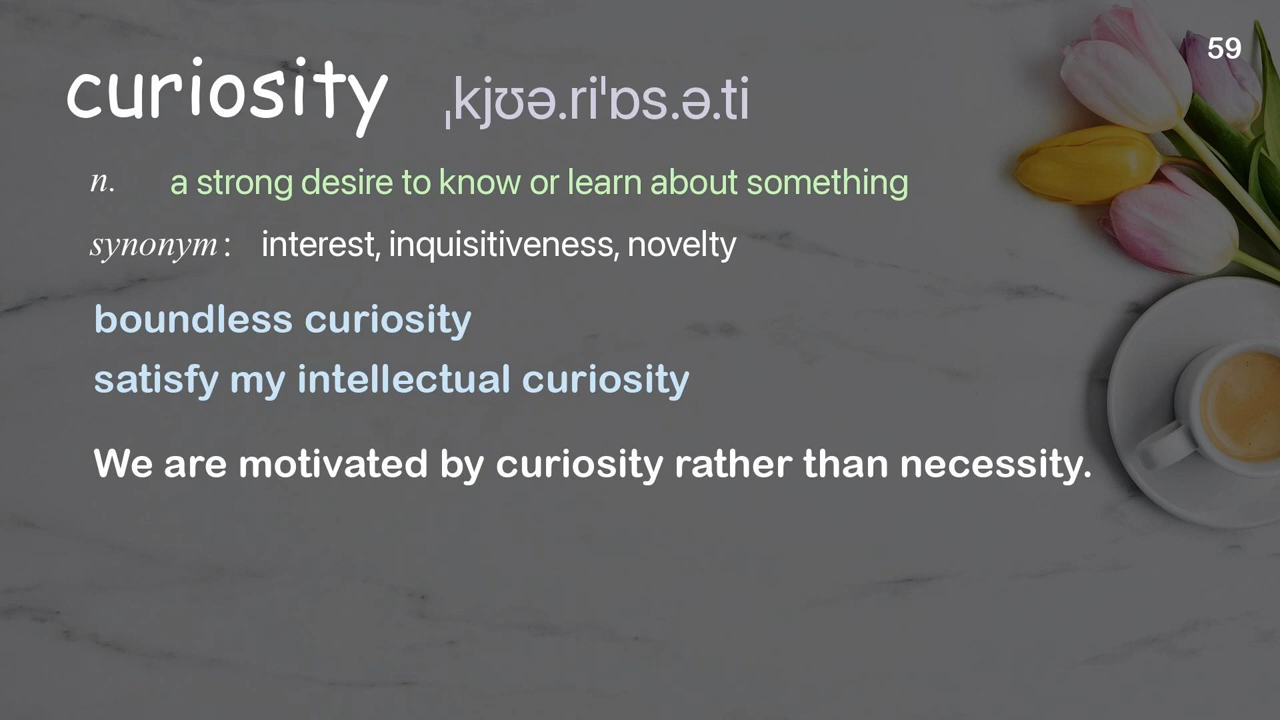 59
curiosity ˌkjʊə.riˈɒs.ə.ti
n. a strong desire to know or learn about something
synonym: interest, inquisitiveness, novelty
boundless curiosity
satisfy my intellectual curiosity
We are motivated by curiosity rather than necessity.